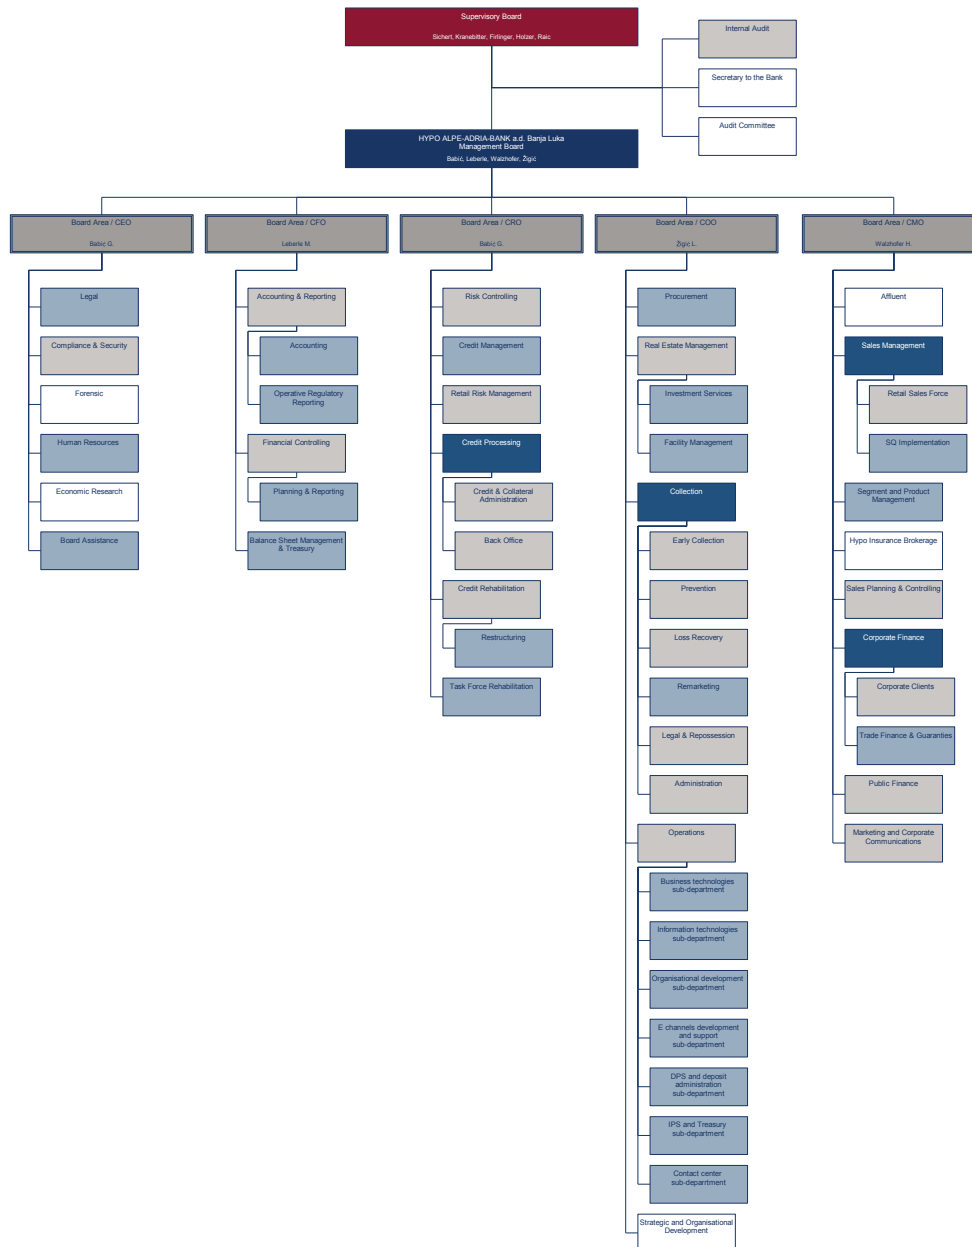 Supervisory Board
Sichert, Kranebitter, Firlinger, Holzer, Raic
Internal Audit
Secretary to the Bank
Audit Committee
HYPO ALPE-ADRIA-BANK a.d. Banja Luka
Management Board
Babić, Leberle, Walzhofer, Žigić
Board Area / CEO
Babić G.
Legal
Compliance & Security
Forensic
Human Resources
Economic Research
Board Assistance
Board Area / CFO
Leberle M.
Accounting & Reporting
Accounting
Operative Regulatory
Reporting
Financial Controlling
Planning & Reporting
Balance Sheet Management
& Treasury
Board Area / CRO
Babić G.
Risk Controlling
Credit Management
Retail Risk Management
Credit Processing
Credit & Collateral
Administration
Back Office
Credit Rehabilitation
Restructuring
Task Force Rehabilitation
Board Area / COO
Žigić L.
Procurement
Real Estate Management
Investment Services
Facility Management
Collection
Early Collection
Prevention
Loss Recovery
Remarketing
Legal & Repossession
Administration
Operations
Business technologies
sub-department
Information technologies
sub-department
Organisational development
sub-department
E channels development
and support
sub-department
DPS and deposit
administration
sub-department
IPS and Treasury
sub-department
Contact center
sub-deparrtment
Strategic and Organisational
Development
Board Area / CMO
Walzhofer H.
Affluent
Sales Management
Retail Sales Force
SQ Implementation
Segment and Product
Management
Hypo Insurance Brokerage
Sales Planning & Controlling
Corporate Finance
Corporate Clients
Trade Finance & Guaranties
Public Finance
Marketing and Corporate
Communications